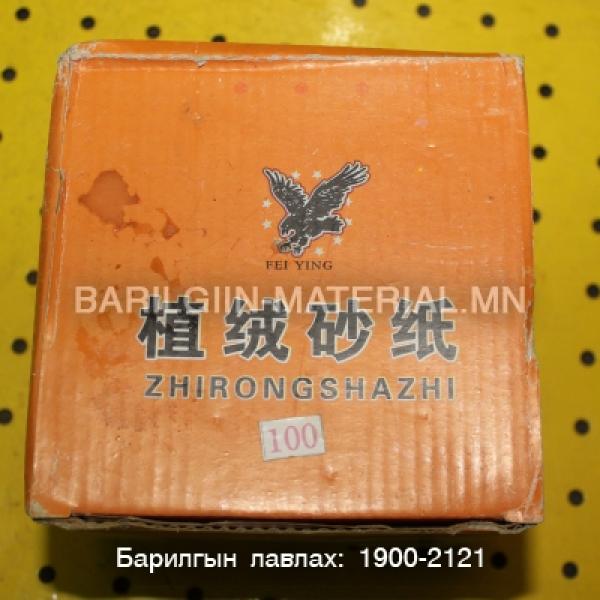 FEI YING
BARILGIIN-MATERIAL.MN
植绒砂纸
ZHIRONGSHAZHI
100
Барилгын лавлах: 1900-2121